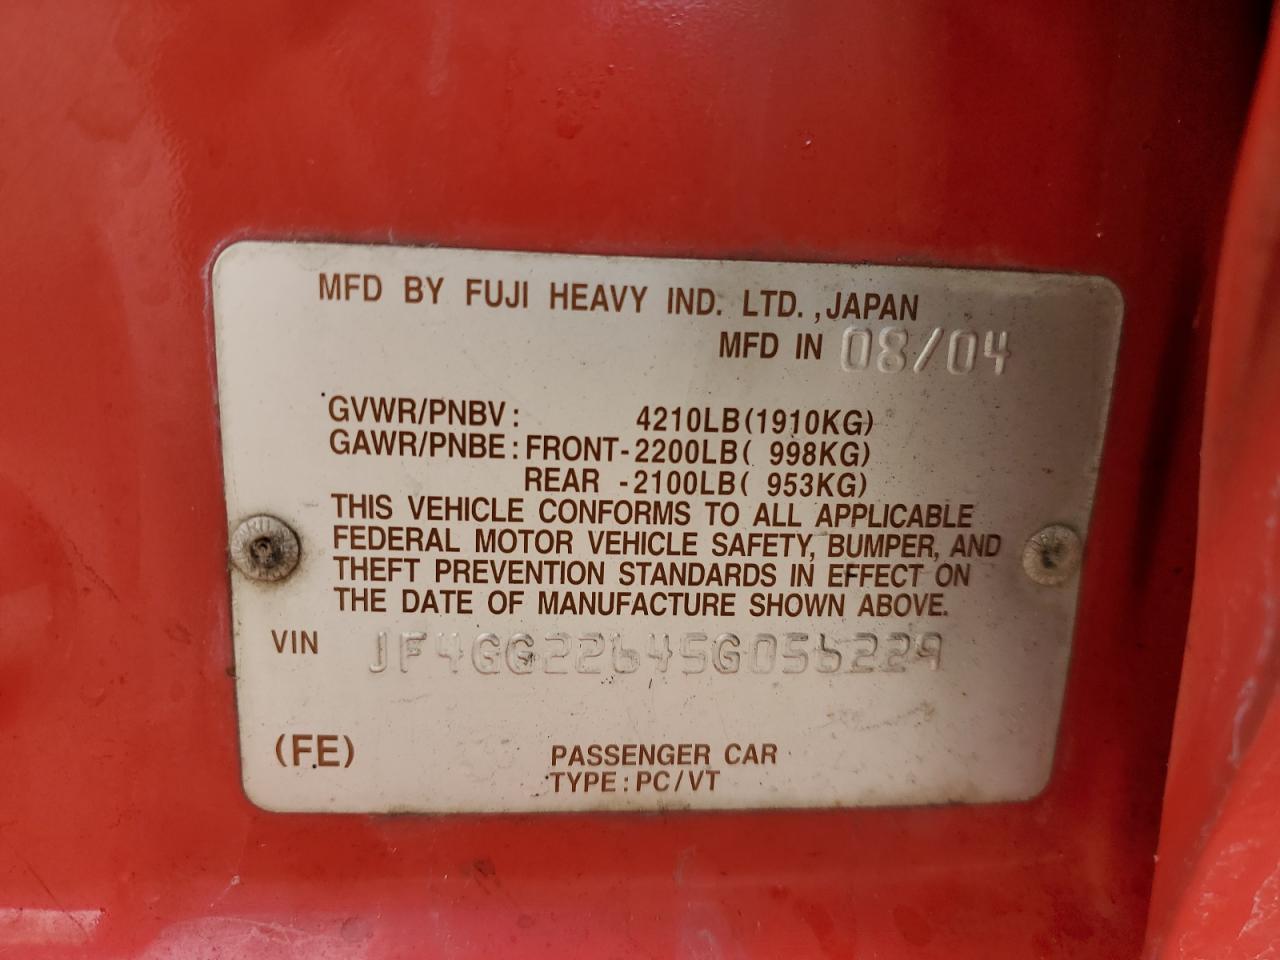 MFD BY FUJI HEAVY IND. LTD. ,JAPAN
MFD IN 08/04
GVWR/PNBV: 4210LB(1910KG)
GAWR/PNBE: FRONT-2200LB( 998KG)
REAR -2100LB( 953KG)
THIS VEHICLE CONFORMS TO ALL APPLICABLE
FEDERAL MOTOR VEHICLE SAFETY, BUMPER, AND
THEFT PREVENTION STANDARDS IN EFFECT ON
THE DATE OF MANUFACTURE SHOWN ABOVE.
VIN JF4GG22645G056229
(FE)
PASSENGER CAR
TYPE: PC/VT